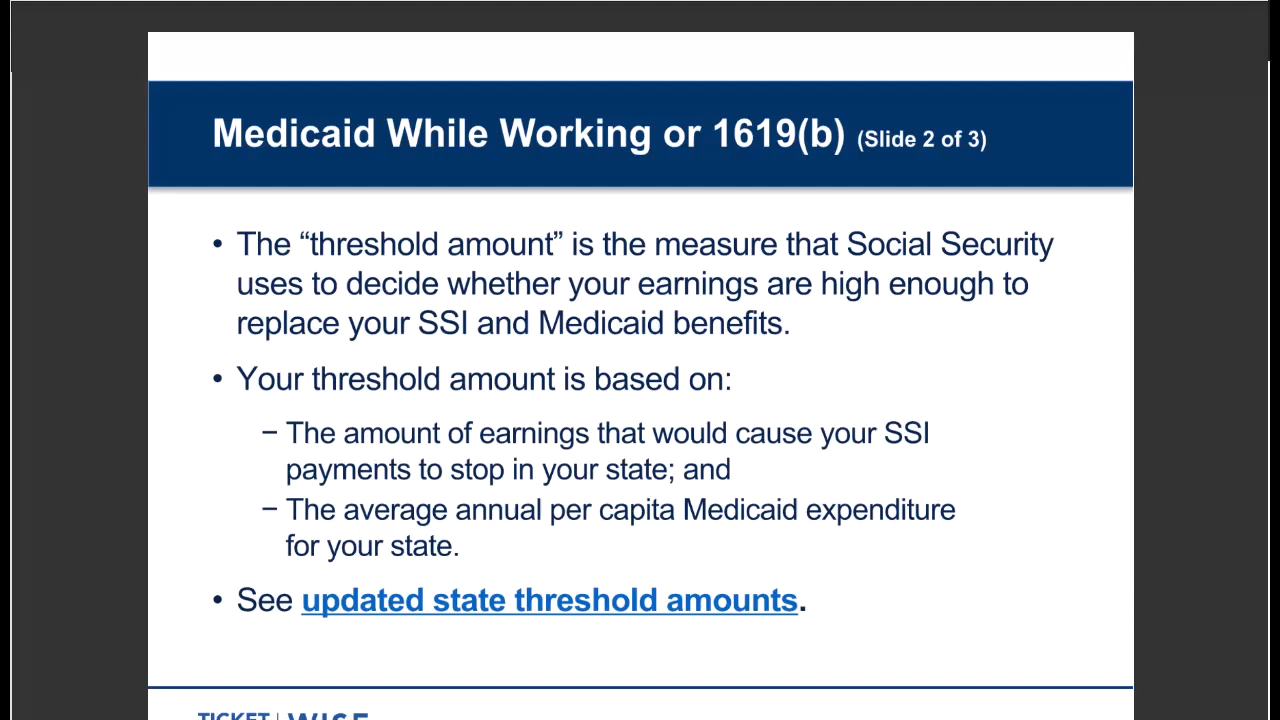 Medicaid While Working or 1619(b) (Slide 2 of 3)
• The “threshold amount” is the measure that Social Security
uses to decide whether your earnings are high enough to
replace your SSI and Medicaid benefits.
• Your threshold amount is based on:
− The amount of earnings that would cause your SSI
payments to stop in your state; and
− The average annual per capita Medicaid expenditure
for your state.
• See updated state threshold amounts.
TICKET | WISE